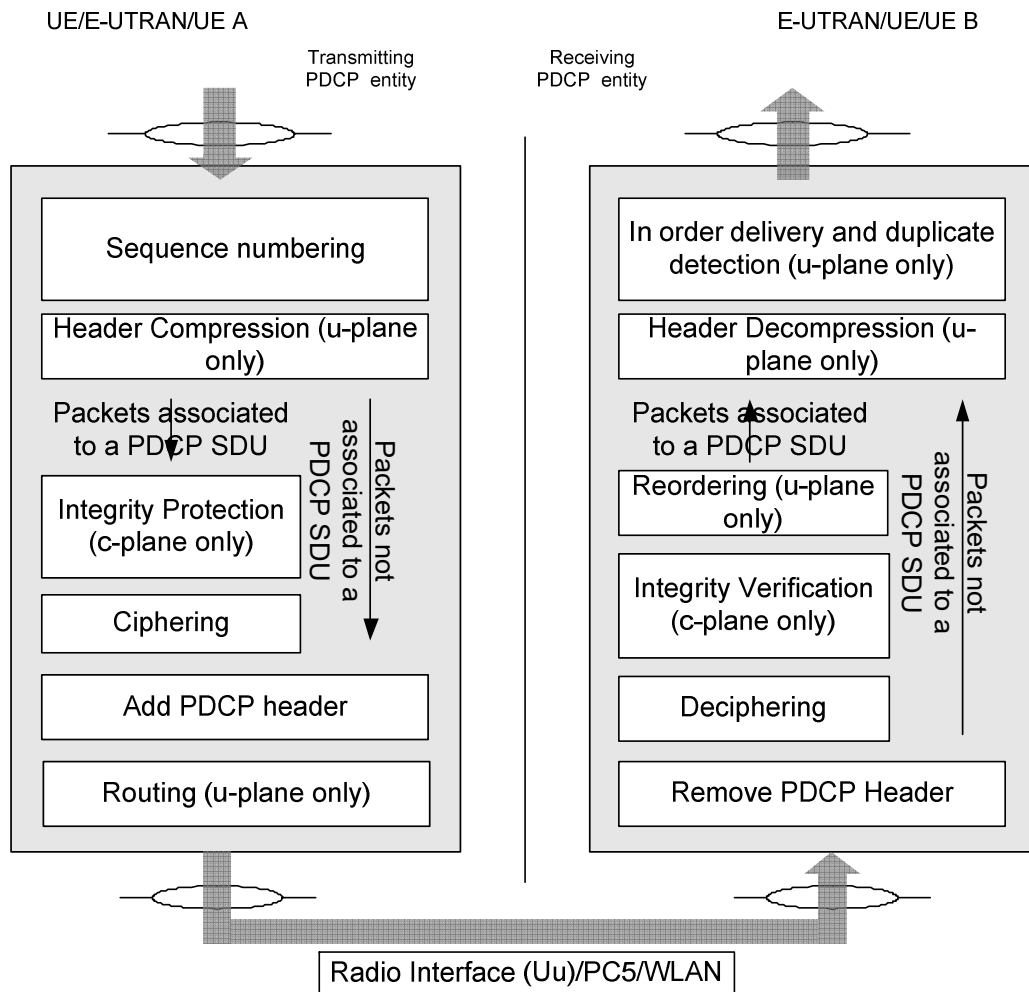 UE/E-UTRAN/UE A
E-UTRAN/UE/UE B
Transmitting
PDCP entity
Receiving
PDCP entity
Sequence numbering
Header Compression (u-plane
only)
Packets associated
to a PDCP SDU
Packets not
associated to a
PDCP SDU
Integrity Protection
(c-plane only)
Ciphering
Add PDCP header
Routing (u-plane only)
In order delivery and duplicate
detection (u-plane only)
Header Decompression (u-
plane only)
Packets associated
to a PDCP SDU
Packets not
associated to a
PDCP SDU
Reordering (u-plane
only)
Integrity Verification
(c-plane only)
Deciphering
Remove PDCP Header
Radio Interface (Uu)/PC5/WLAN